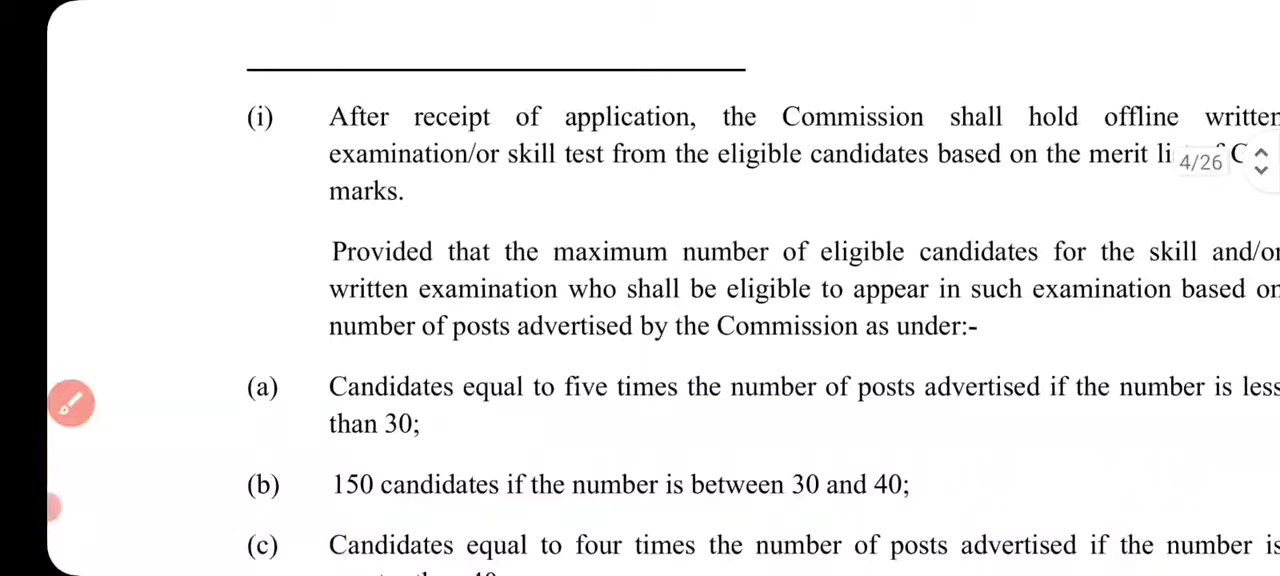 (i) After receipt of application, the Commission shall hold offline written
examination/or skill test from the eligible candidates based on the merit
4/26
marks.
Provided that the maximum number of eligible candidates for the skill and/or
written examination who shall be eligible to appear in such examination based on
number of posts advertised by the Commission as under:-
(a) Candidates equal to five times the number of posts advertised if the number is less
than 30;
(b) 150 candidates if the number is between 30 and 40;
(c) Candidates equal to four times the number of posts advertised if the number is